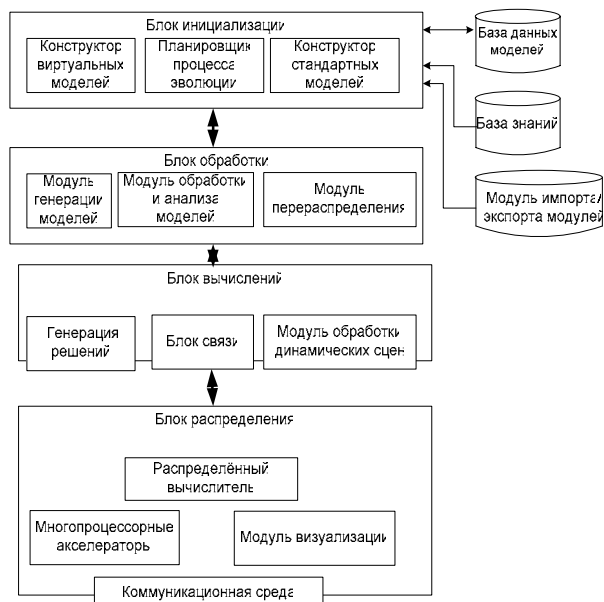 Блок инициализации
Конструктор
виртуальных
моделей
Планировщик
процесса
эволюции
Конструктор
стандартных
моделей
База данных
моделей
База знаний
Модуль импорта/
экспорта модулей
Блок обработки
Модуль
генерации
моделей
Модуль обработки
и анализа
моделей
Модуль
перераспределения
Блок вычислений
Генерация
решений
Блок связи
Модуль обработки
динамических сцен
Блок распределения
Распределённый
вычислитель
Многопроцессорные
акселераторы
Модуль визуализации
Коммуникационная среда